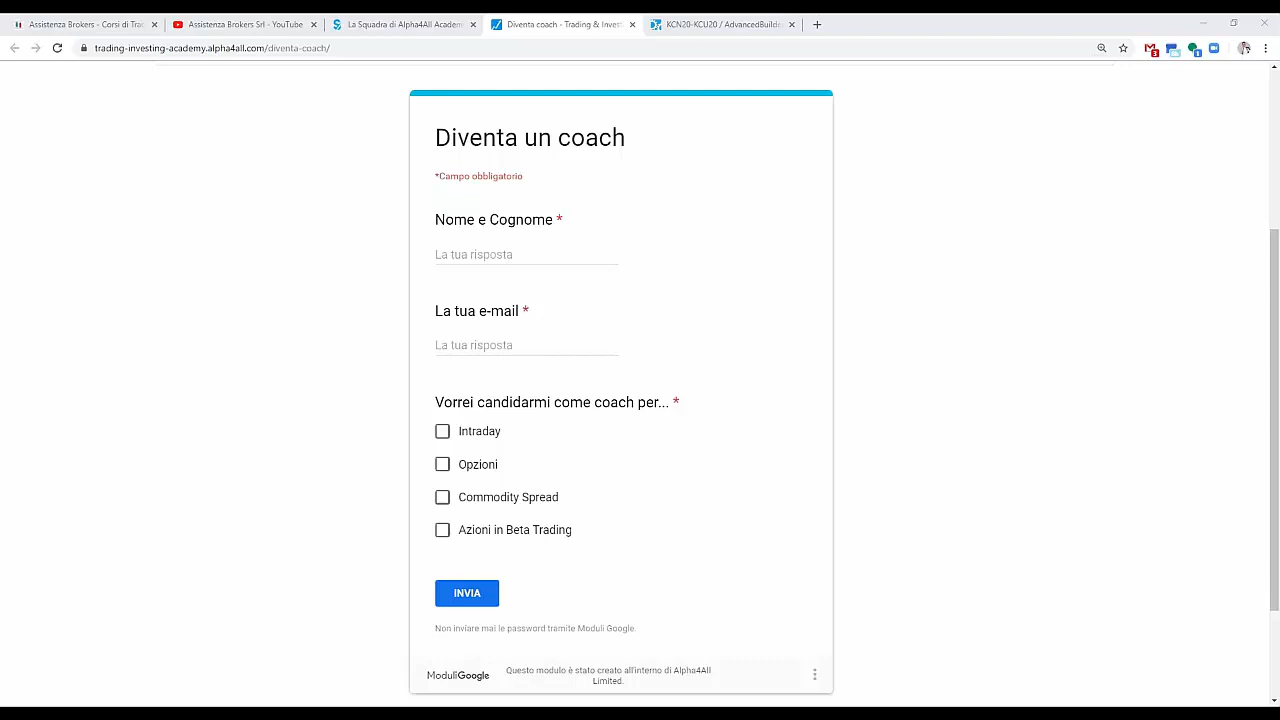 Assistenza Brokers - Corsi di Tra
Assistenza Brokers Srl - YouTube
La Squadra di Alpha4All Academ
Diventa coach - Trading & Inves
KCN20-KCU20 / AdvancedBuilde
trading-investing-academy.alpha4all.com/diventa-coach/
Diventa un coach
*Campo obbligatorio
Nome e Cognome *
La tua risposta
La tua e-mail *
La tua risposta
Vorrei candidarmi come coach per... *
Intraday
Opzioni
Commodity Spread
Azioni in Beta Trading
INVIA
Non inviare mai le password tramite Moduli Google.
ModuliGoogle
Questo modulo è stato creato all'interno di Alpha4All
Limited.